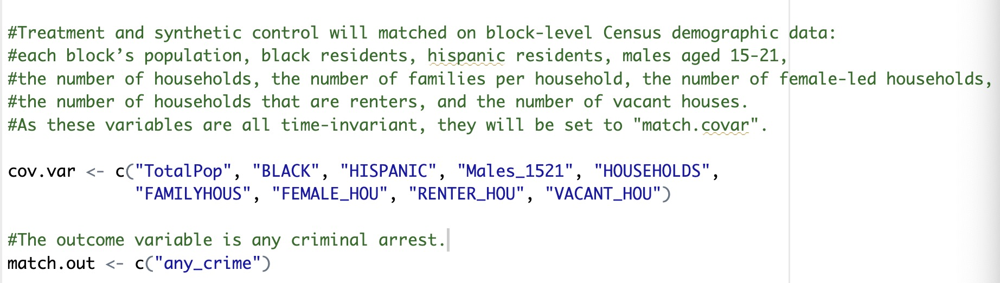 #Treatment and synthetic control will matched on block-level Census demographic data:
#each block’s population, black residents, hispanic residents, males aged 15-21,
#the number of households, the number of families per household, the number of female-led households,
#the number of households that are renters, and the number of vacant houses.
#As these variables are all time-invariant, they will be set to "match.covar".
cov.var <- c("TotalPop", "BLACK", "HISPANIC", "Males_1521", "HOUSEHOLDS",
"FAMILYHOUS", "FEMALE_HOU", "RENTER_HOU", "VACANT_HOU")
#The outcome variable is any criminal arrest.
match.out <- c("any_crime")